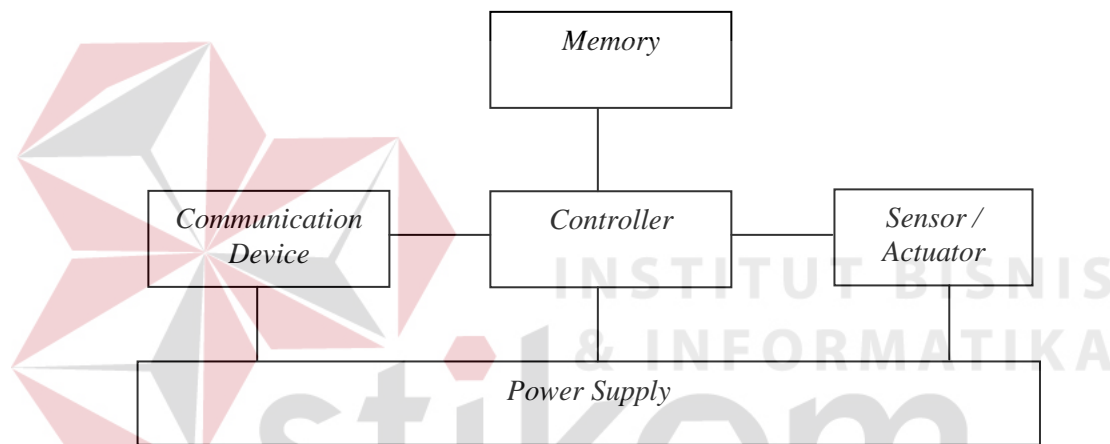 Memory
Communication
Device
Controller
Sensor /
Actuator
INSTITUT BISNIS
& INFORMATIKA
Power Supply
stikom